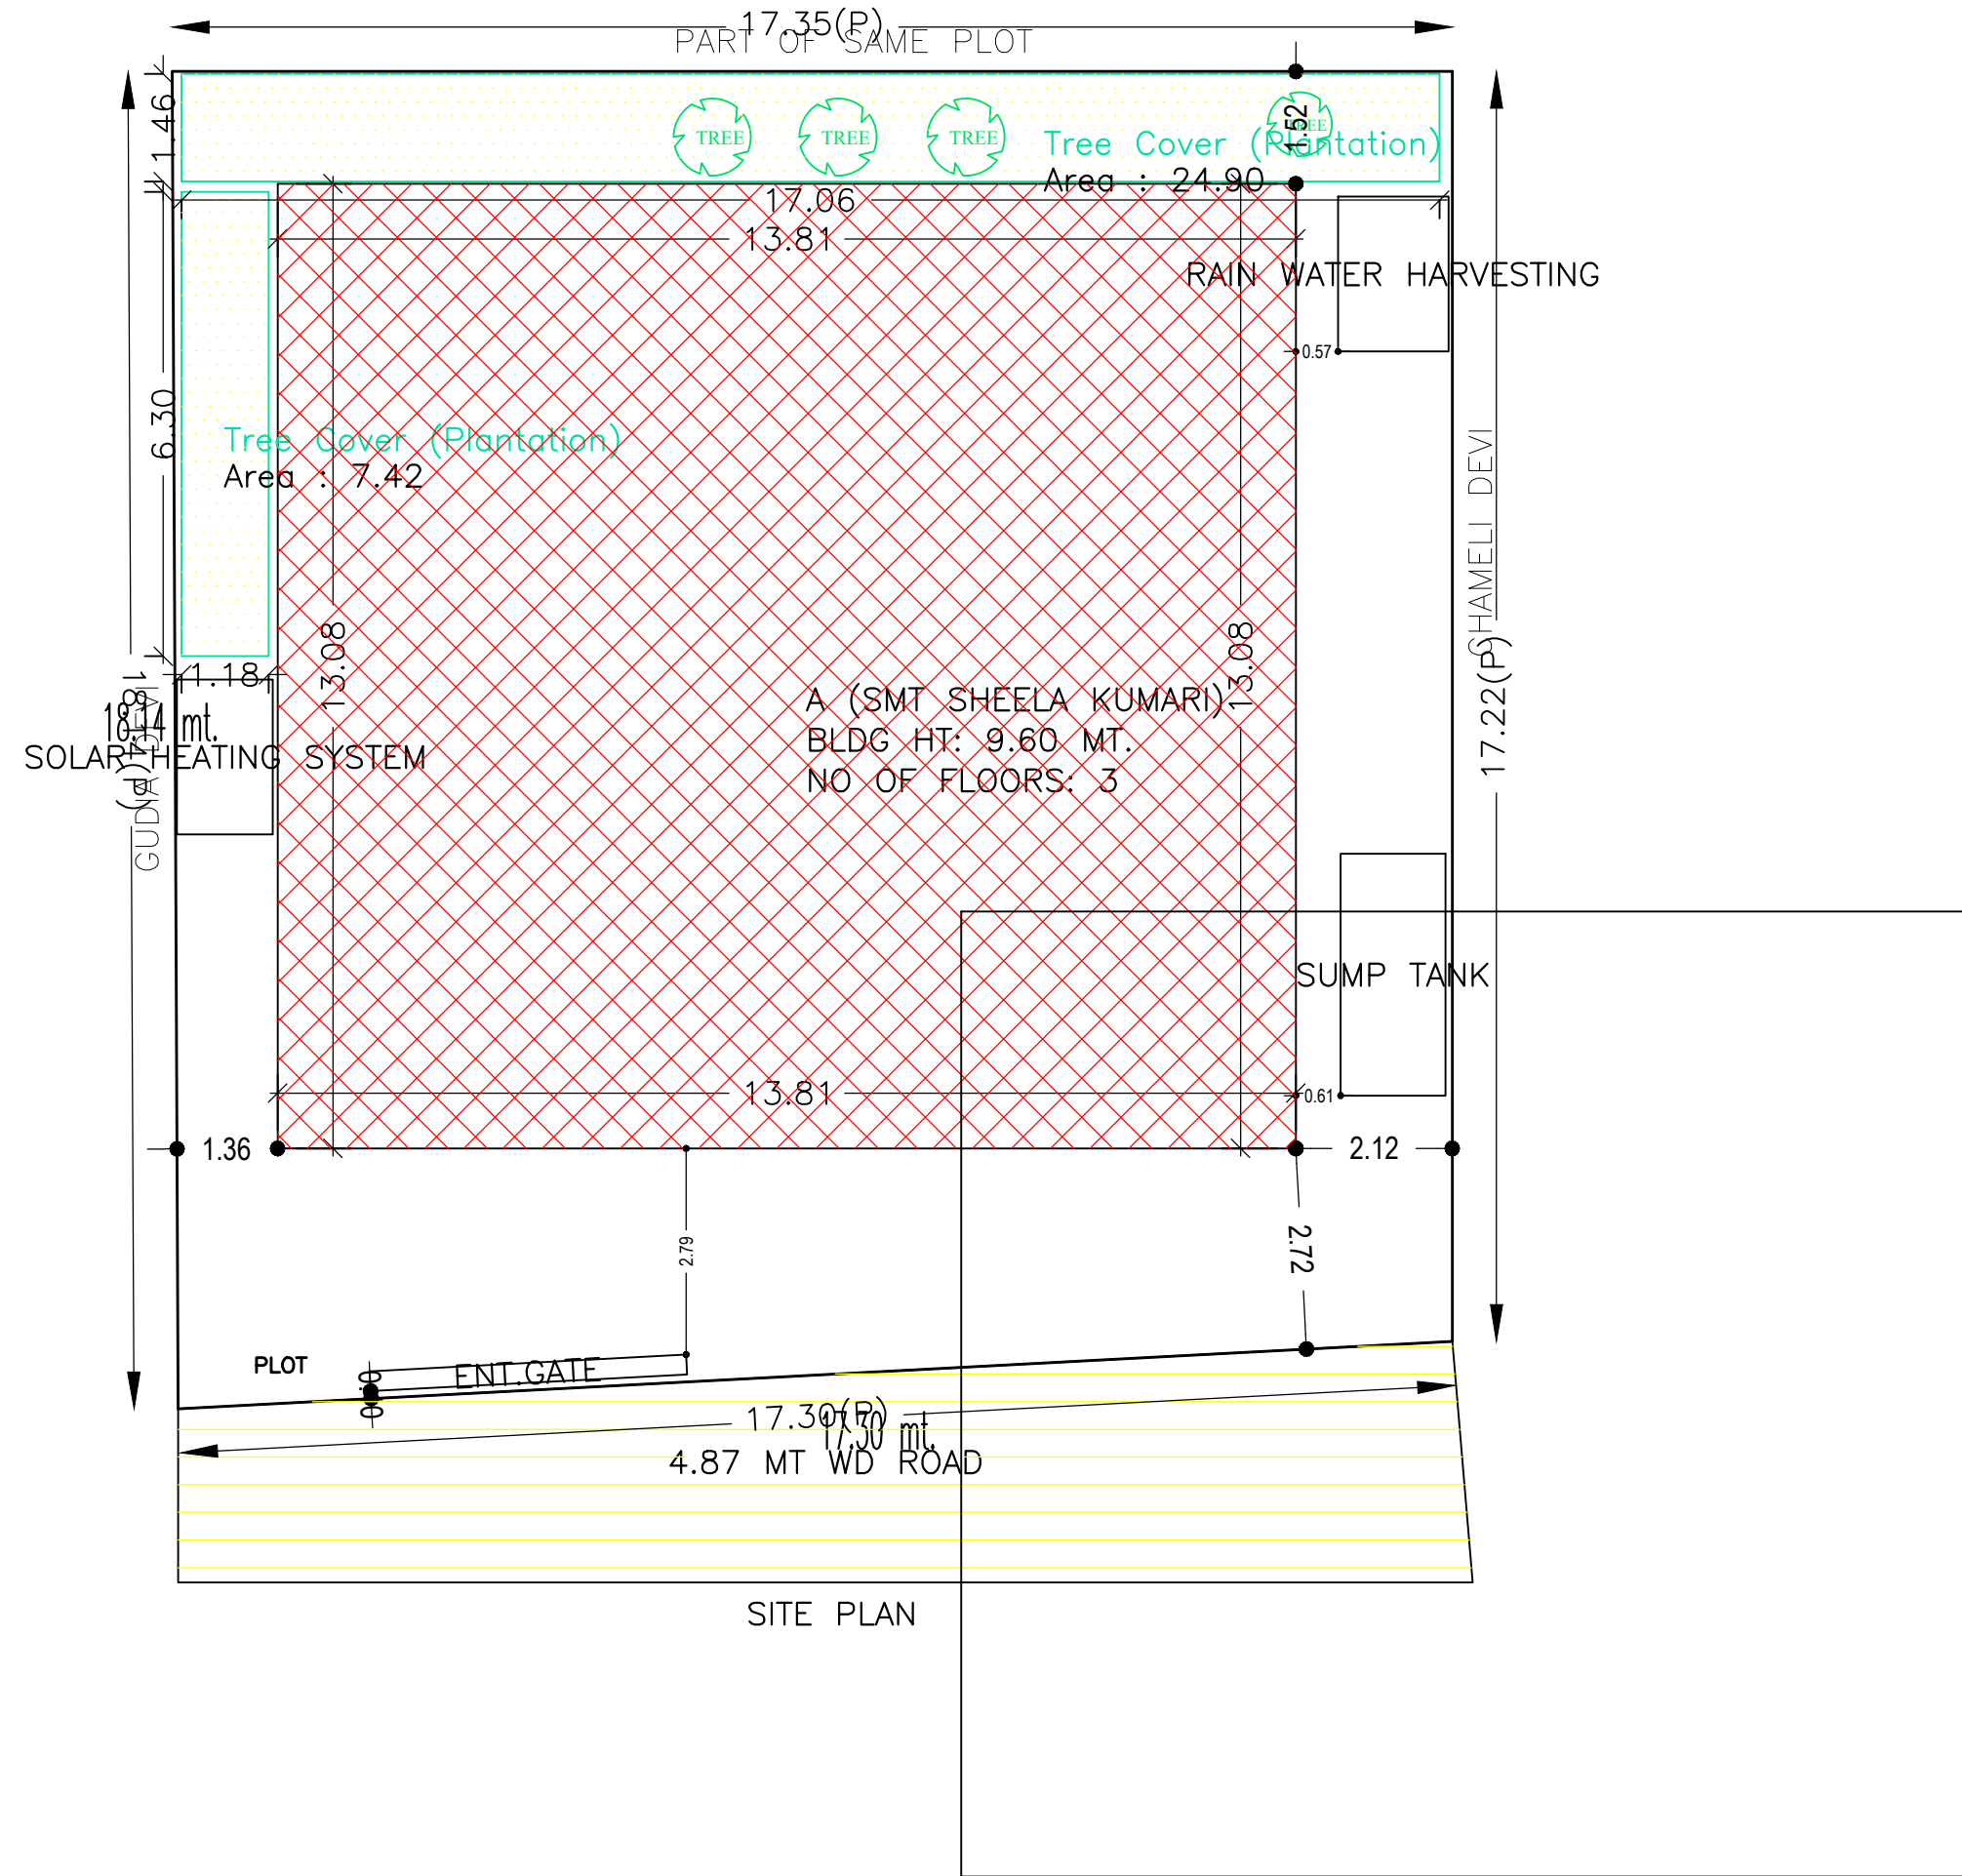 17.35(P)
PART OF SAME PLOT
1.46
TREE
TREE
TREE
TREE
1.52
Tree Cover (Plantation)
Area : 24.90
17.06
13.81
RAIN WATER HARVESTING
0.57
6.30
Tree Cover (Plantation)
Area : 7.42
SHAMELI DEVI
17.22(P)
13.08
13.08
1.18
18.14(P)
18.14 mt.
GUDIA DEVI
SOLAR HEATING SYSTEM
A (SMT SHEELA KUMARI)
BLDG HT: 9.60 MT.
NO OF FLOORS: 3
SUMP TANK
13.81
0.61
1.36
2.12
2.79
2.72
PLOT
ENT.GATE
17.30(P)
17.30 mt.
4.87 MT WD ROAD
SITE PLAN